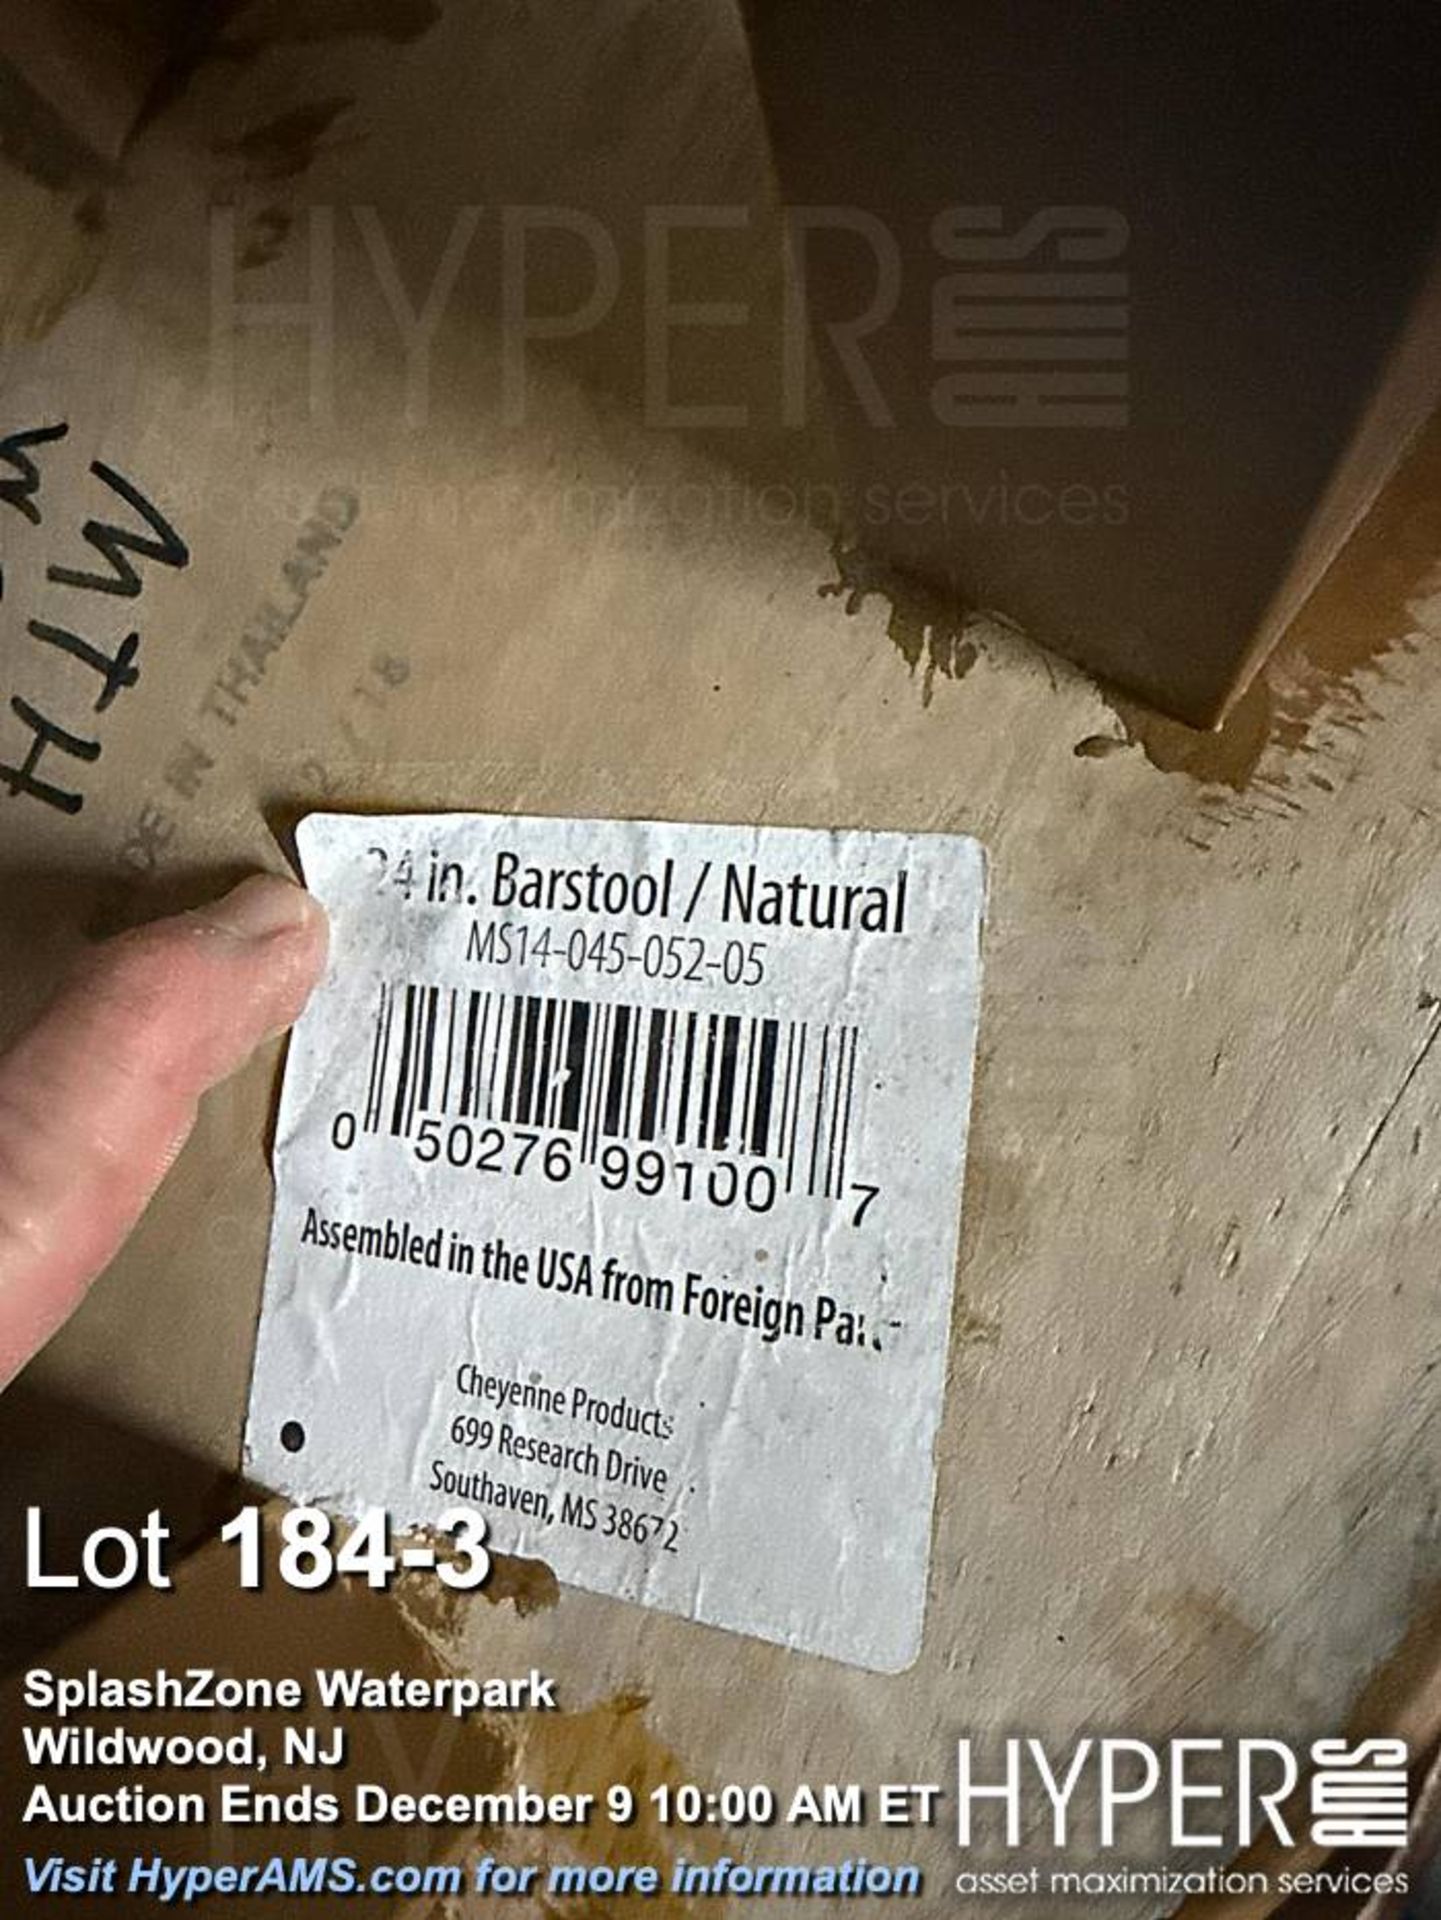 HYPER AMS
asset maximization services
MADE IN THAILAND
2 / 18
24 in. Barstool / Natural
MS14-045-052-05
0 50276 99100 7
Assembled in the USA from Foreign
Cheyenne Products
699 Research Drive
Southaven, MS 38672
Lot 184-3
SplashZone Waterpark
Wildwood, NJ
Auction Ends December 9 10:00 AM ET
Visit HyperAMS.com for more information
HYPER AMS
asset maximization services